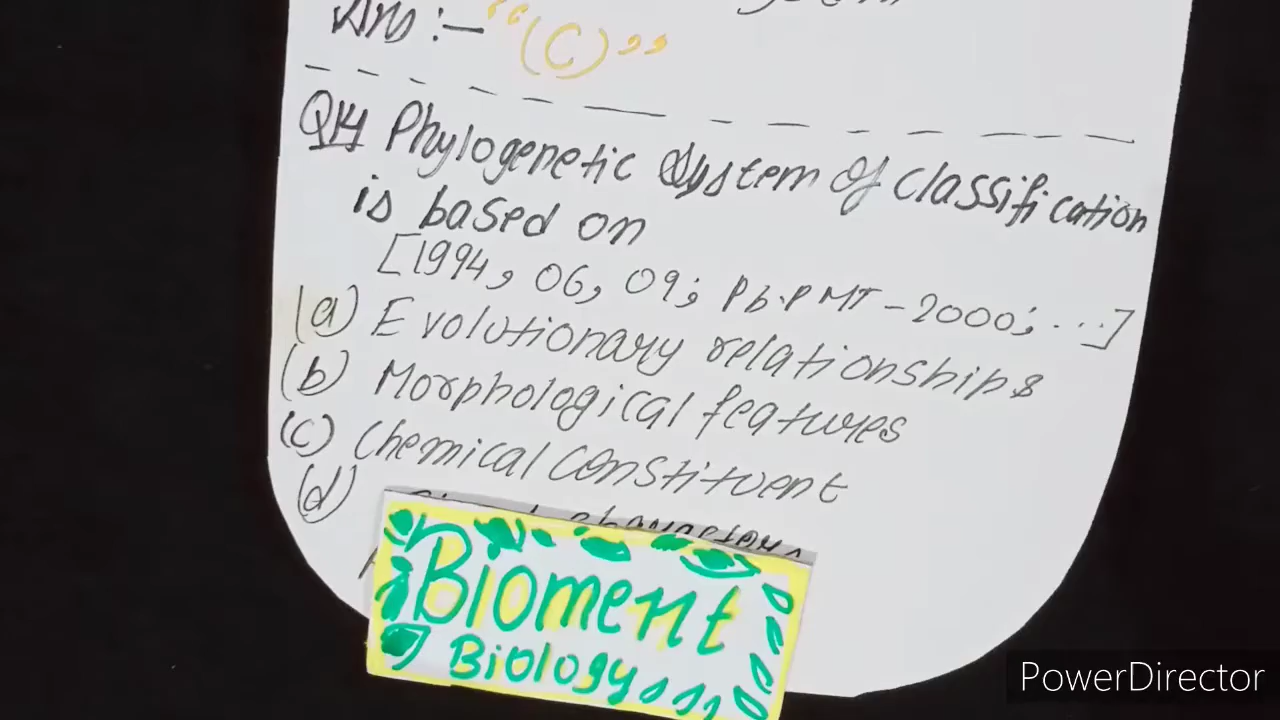 Ans :- "(C)"
Q14 Phylogenetic System of classification
is based on
[1994, 06, 09; Pb.PMT-2000; ...]
(a) Evolutionary relationships
(b) Morphological features
(c) Chemical Constituent
(d)
Bioment
Biology
PowerDirector